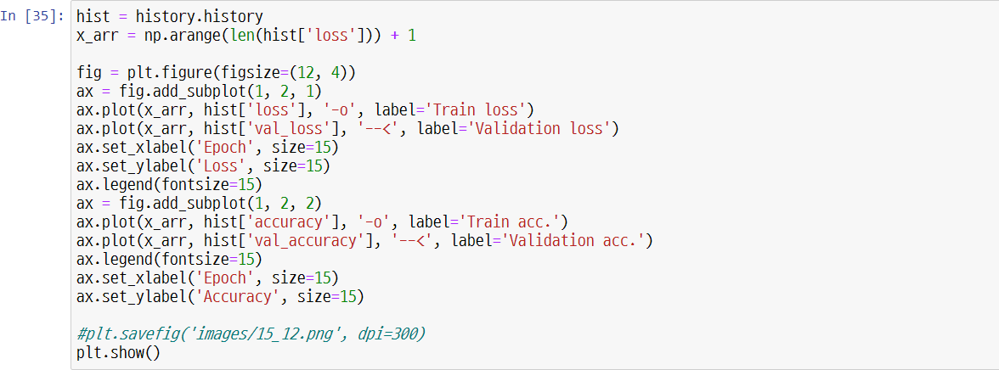 In [35]:
hist = history.history
x_arr = np.arange(len(hist['loss'])) + 1
fig = plt.figure(figsize=(12, 4))
ax = fig.add_subplot(1, 2, 1)
ax.plot(x_arr, hist['loss'], '-o', label='Train loss')
ax.plot(x_arr, hist['val_loss'], '--<', label='Validation loss')
ax.set_xlabel('Epoch', size=15)
ax.set_ylabel('Loss', size=15)
ax.legend(fontsize=15)
ax = fig.add_subplot(1, 2, 2)
ax.plot(x_arr, hist['accuracy'], '-o', label='Train acc.')
ax.plot(x_arr, hist['val_accuracy'], '--<', label='Validation acc.')
ax.legend(fontsize=15)
ax.set_xlabel('Epoch', size=15)
ax.set_ylabel('Accuracy', size=15)
#plt.savefig('images/15_12.png', dpi=300)
plt.show()